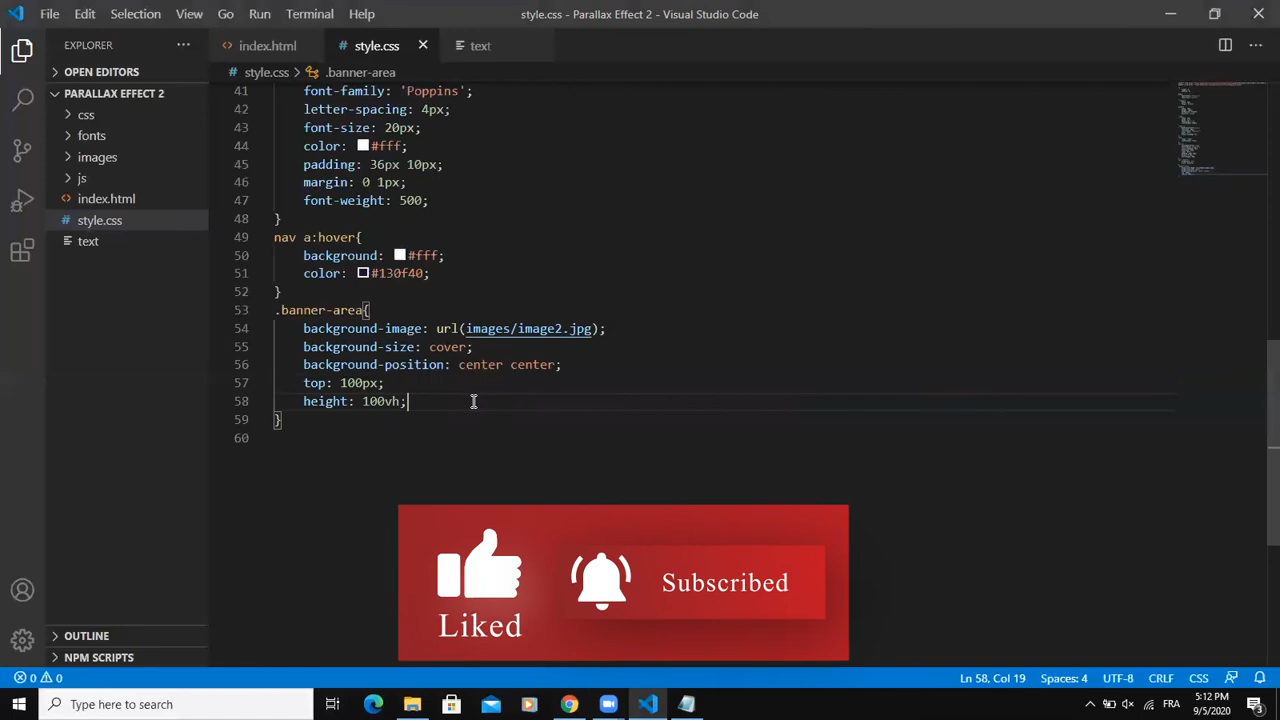 File Edit Selection View Go Run Terminal Help
style.css - Parallax Effect 2 - Visual Studio Code
EXPLORER
index.html
style.css
text
OPEN EDITORS
style.css > .banner-area
PARALLAX EFFECT 2
css
fonts
images
js
index.html
style.css
text
41 font-family: 'Poppins';
42 letter-spacing: 4px;
43 font-size: 20px;
44 color: #fff;
45 padding: 36px 10px;
46 margin: 0 1px;
47 font-weight: 500;
48 }
49 nav a:hover{
50 background: #fff;
51 color: #130f40;
52 }
53 .banner-area{
54 background-image: url(images/image2.jpg);
55 background-size: cover;
56 background-position: center center;
57 top: 100px;
58 height: 100vh;
59 }
60
Liked
Subscribed
OUTLINE
NPM SCRIPTS
0 0
Ln 58, Col 19 Spaces: 4 UTF-8 CRLF CSS
Type here to search
FRA
5:12 PM
9/5/2020
3